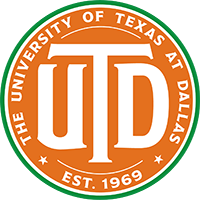 THE UNIVERSITY OF TEXAS AT DALLAS
UTD
EST. 1969